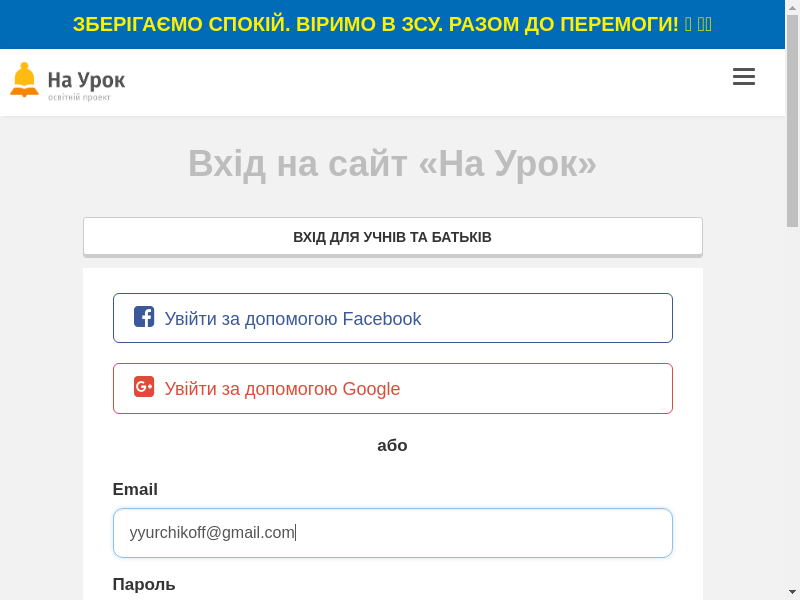 ЗБЕРІГАЄМО СПОКІЙ. ВІРИМО В ЗСУ. РАЗОМ ДО ПЕРЕМОГИ!
На Урок
освітній проект
Вхід на сайт «На Урок»
ВХІД ДЛЯ УЧНІВ ТА БАТЬКІВ
Увійти за допомогою Facebook
Увійти за допомогою Google
або
Email
yyurchikoff@gmail.com
Пароль